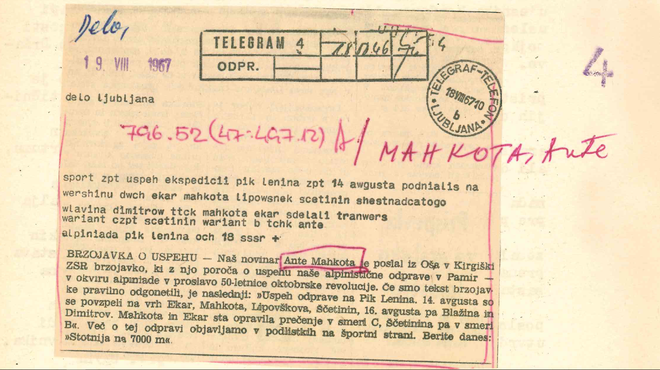 Delo,
19 VIII 1967
TELEGRAM 4
ODPR.
4
TELEGRAF-TELEFON
18VIII6710
b
LJUBLJANA
delo ljubljana
796.52(47:497.12) A /
MAHKOTA, Ante
sport zpt uspeh ekspedicii pik lenina zpt 14 awgusta podnialis na
wershinu dwch ekar mahkota lipowsnek scetinin shestnadcatogo
wlavina dimitrow ttck mahkota ekar sdelali tranwers
wariant czpt scetinin wariant b tchk ante
alpiniada pik lenina och 18 sssr +
BRZOJAVKA O USPEHU — Naš novinar Ante Mahkota je poslal iz Oša v Kirgiški
ZSR brzojavko, ki z njo poroča o uspehu naše alpinistične odprave v Pamir —
v okviru alpiniade v proslavo 50-letnice oktobrske revolucije. Če smo tekst brzojav-
ke pravilno odgonetili, je naslednji: »Uspeh odprave na Pik Lenina. 14. avgusta so
se povzpeli na vrh Ekar, Mahkota, Lipovškova, Ščetinin, 16. avgusta pa Blažina in
Dimitrov. Mahkota in Ekar sta opravila prečenje v smeri C, Ščetinina pa v smeri
B«. Več o tej odpravi objavljamo v podlistkih na športni strani. Berite danes:
»Stotnija na 7000 m«.